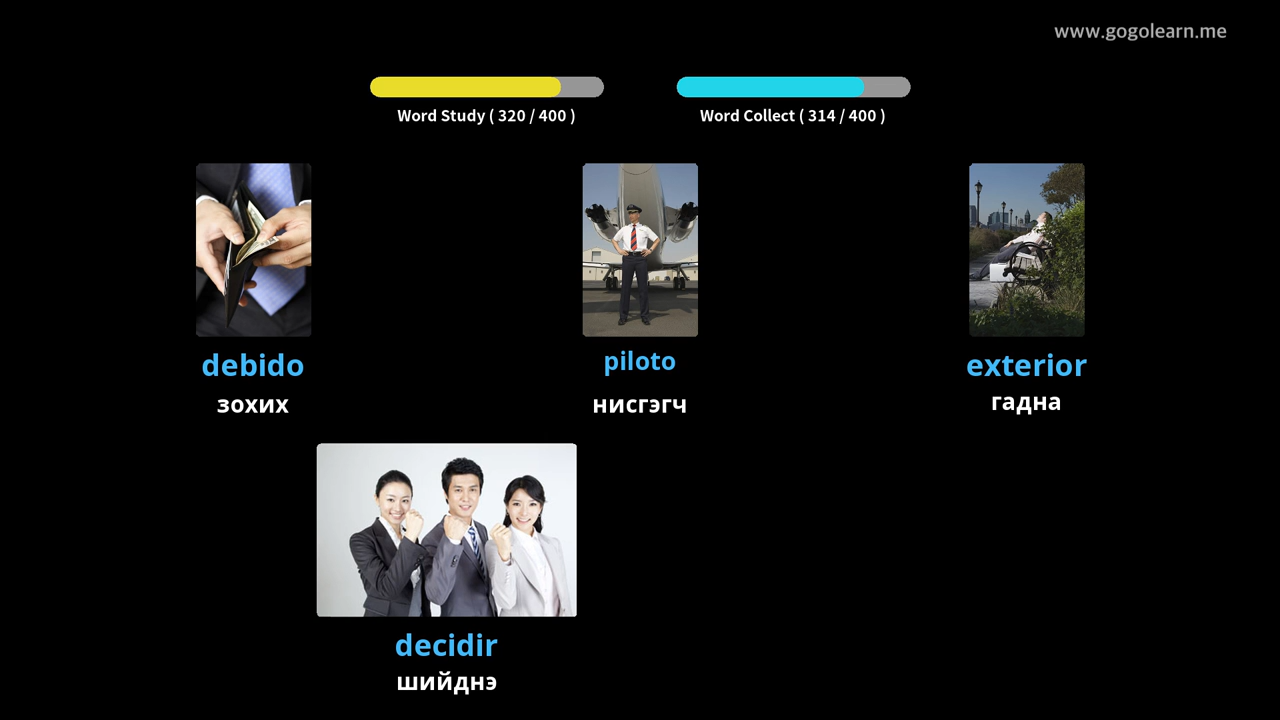 www.gogolearn.me
Word Study ( 320 / 400 )
Word Collect ( 314 / 400 )
debido
зохих
piloto
нисгэгч
exterior
гадна
decidir
шийднэ